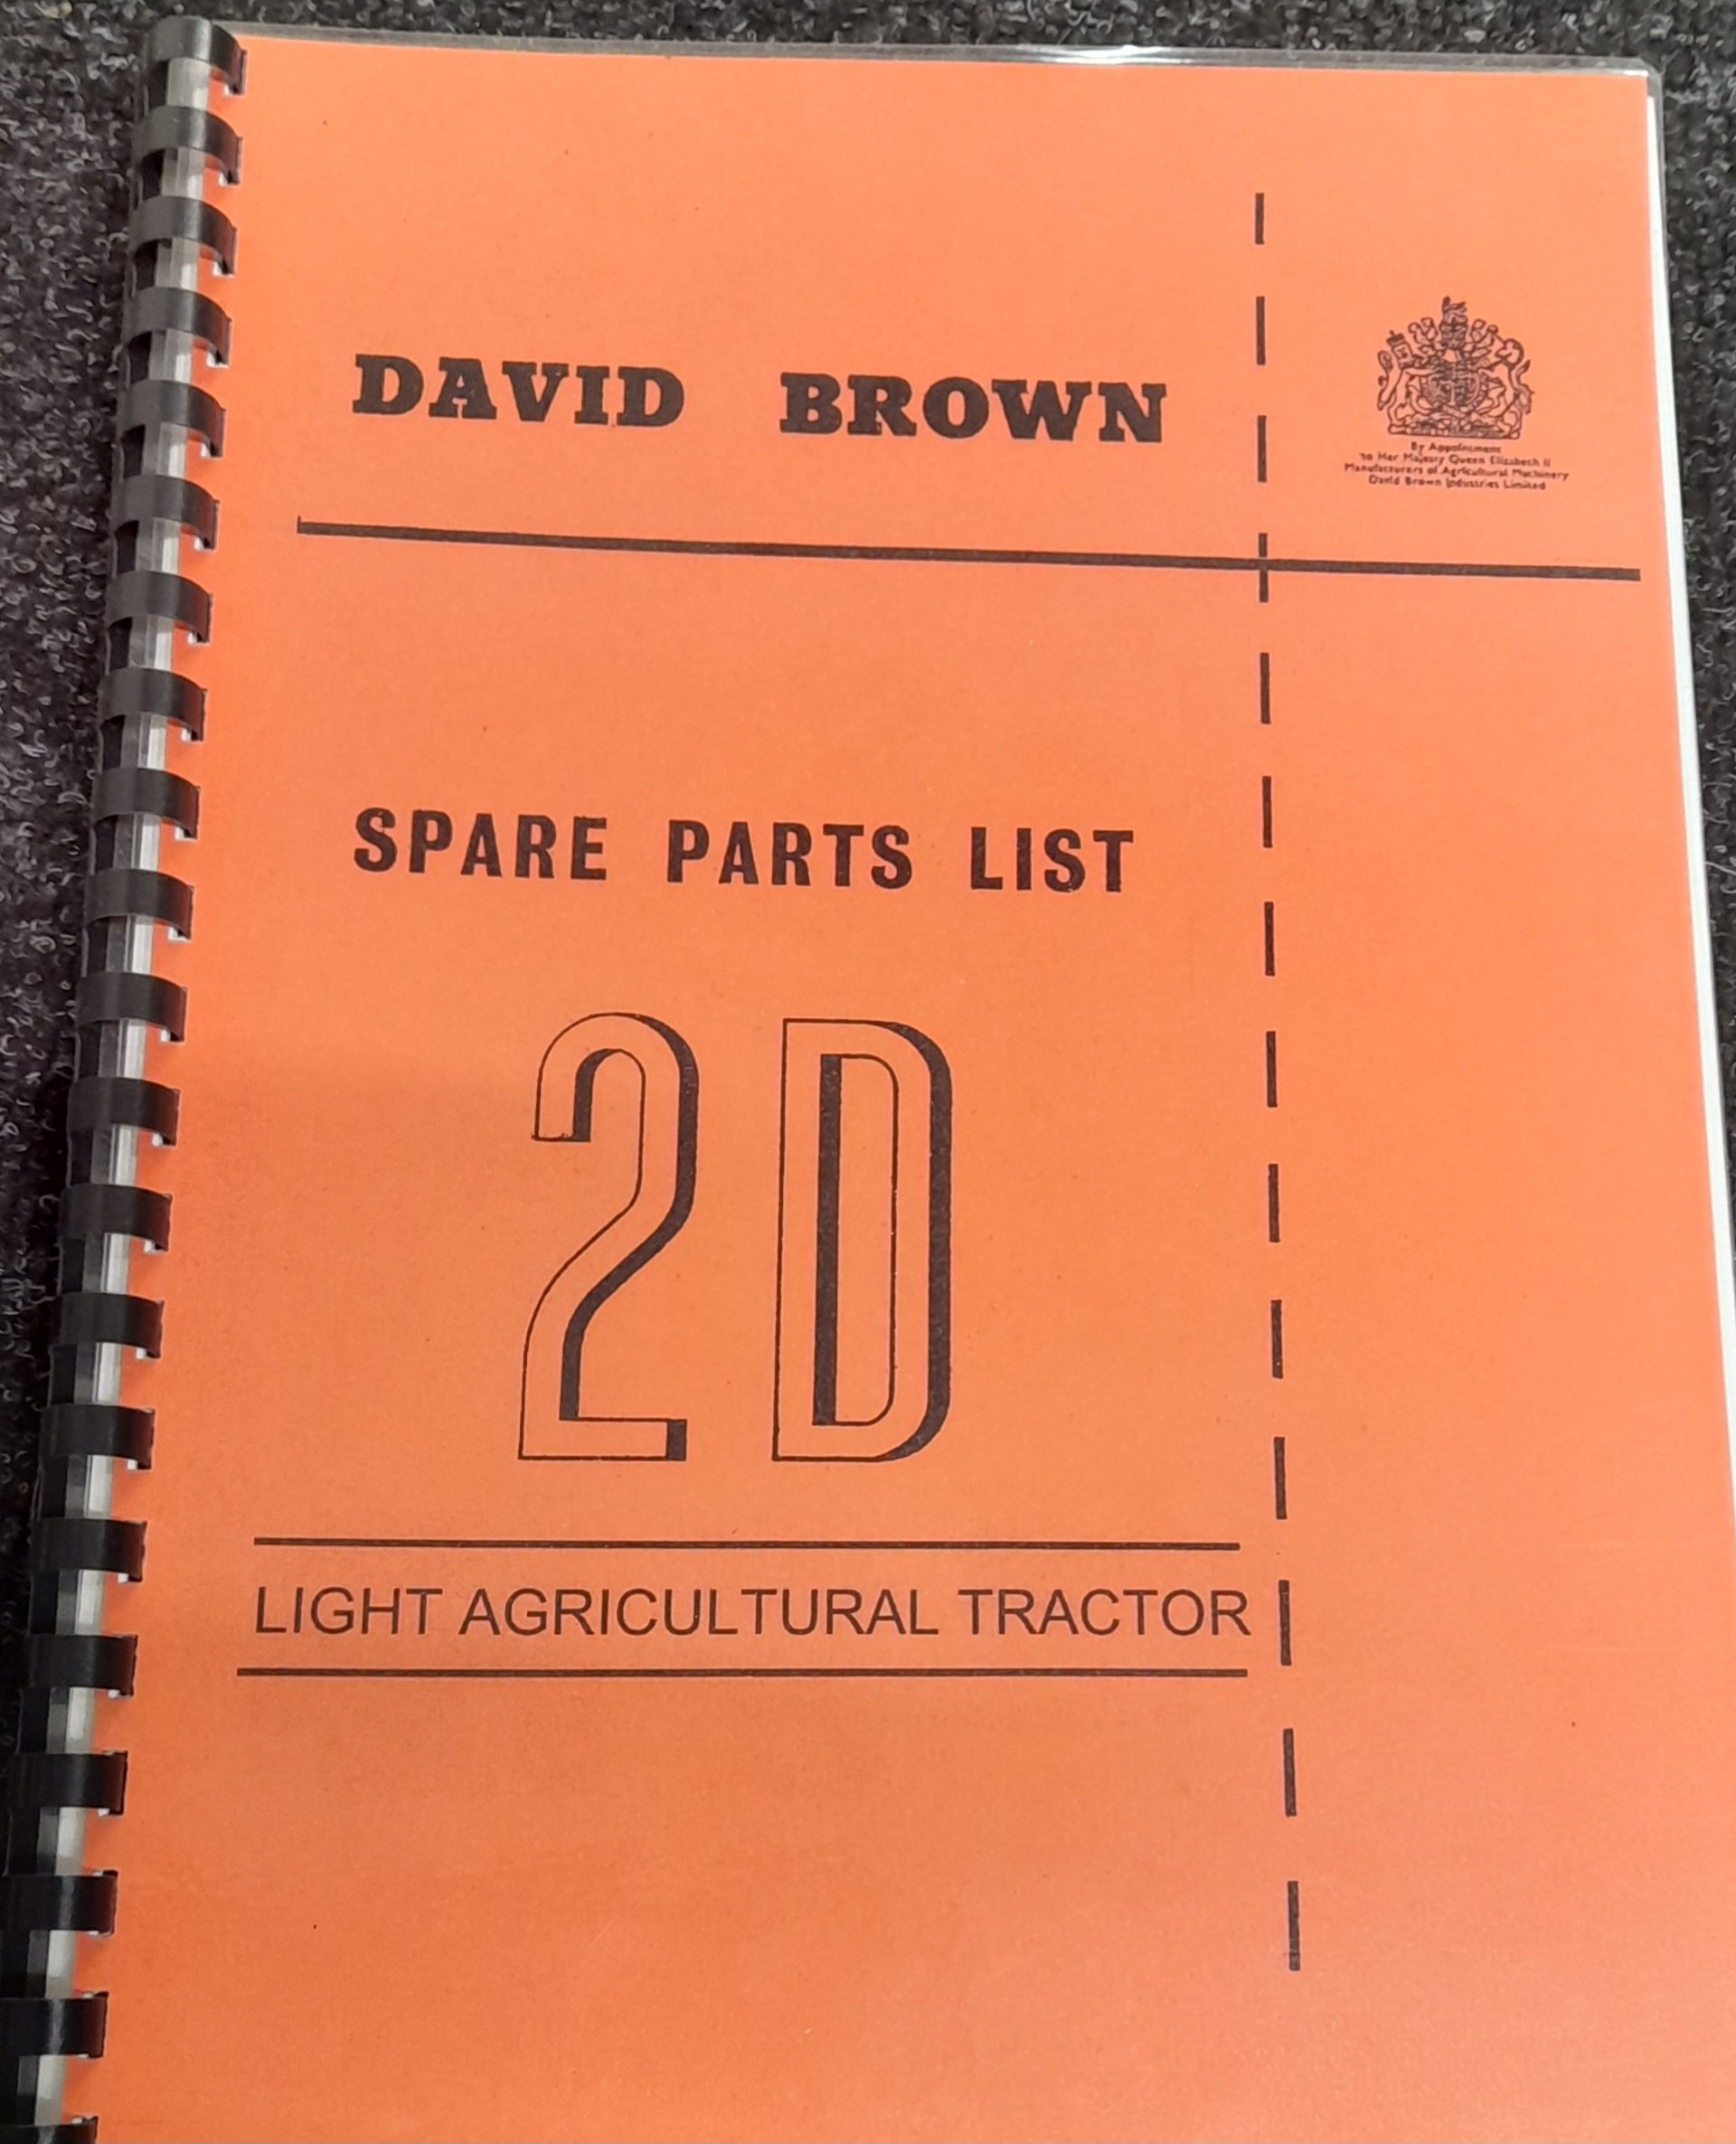 DAVID BROWN
By Appointment
To Her Majesty Queen Elizabeth II
Manufacturers of Agricultural Machinery
David Brown Industries Limited
SPARE PARTS LIST
2D
LIGHT AGRICULTURAL TRACTOR